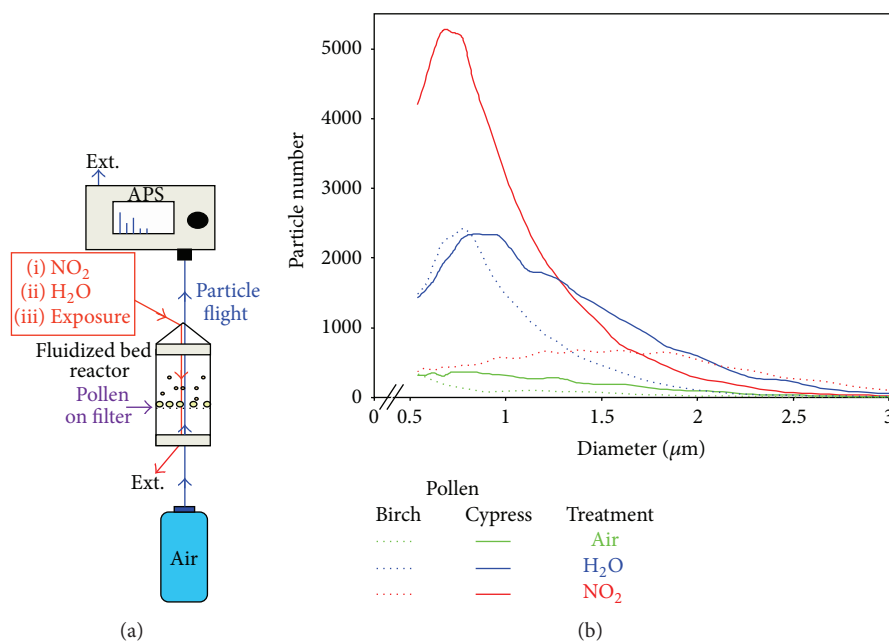 Ext.
APS
(i) NO₂
(ii) H₂O
(iii) Exposure
Particle
flight
Fluidized bed
reactor
Pollen
on filter
Ext.
Air
(a)
Particle number
5000
4000
3000
2000
1000
0
0 0.5 1 1.5 2 2.5 3
Diameter (μm)
Pollen
Birch Cypress Treatment
Air
H₂O
NO₂
(b)